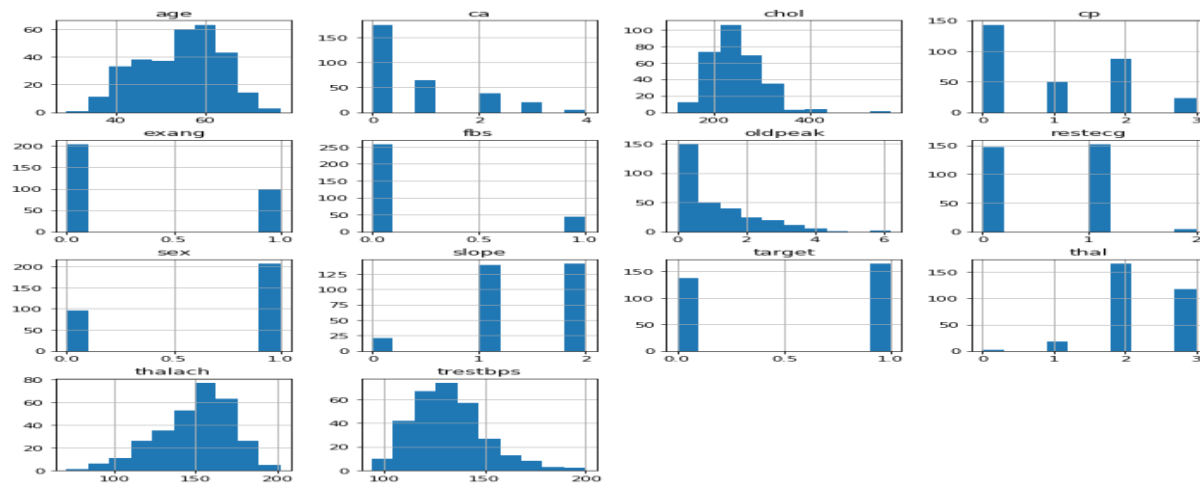 age ca chol cp
60 40 20 0 40 60
150 100 50 0 0 2 4
100 80 60 40 20 0 200 400
150 100 50 0 0 1 2 3
exang fbs oldpeak restecg
200 150 100 50 0 0.0 0.5 1.0
250 200 150 100 50 0 0.0 0.5 1.0
150 100 50 0 0 2 4 6
150 100 50 0 0 1 2
sex slope target thal
200 150 100 50 0 0.0 0.5 1.0
125 100 75 50 25 0 0 1 2
150 100 50 0 0.0 0.5 1.0
150 100 50 0 0 1 2 3
thalach trestbps
80 60 40 20 0 100 150 200
60 40 20 0 100 150 200